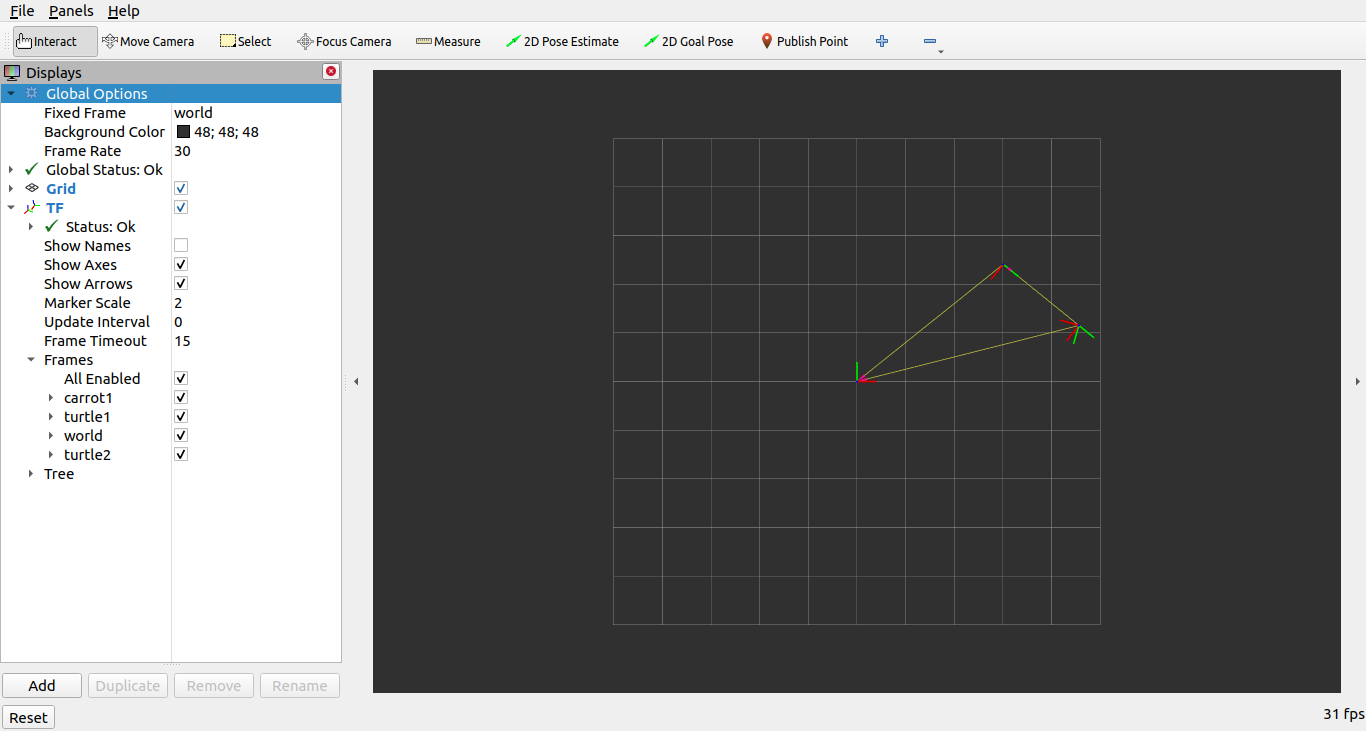 File Panels Help
Interact Move Camera Select Focus Camera Measure 2D Pose Estimate 2D Goal Pose Publish Point
Displays
Global Options
Fixed Frame world
Background Color 48; 48; 48
Frame Rate 30
Global Status: Ok
Grid
TF
Status: Ok
Show Names
Show Axes
Show Arrows
Marker Scale 2
Update Interval 0
Frame Timeout 15
Frames
All Enabled
carrot1
turtle1
world
turtle2
Tree
Add Duplicate Remove Rename
Reset 31 fps